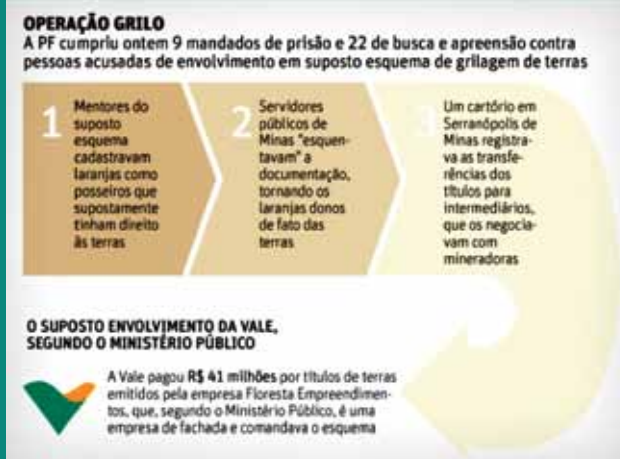 OPERAÇÃO GRILO
A PF cumpriu ontem 9 mandados de prisão e 22 de busca e apreensão contra
pessoas acusadas de envolvimento em suposto esquema de grilagem de terras
1
Mentores do
suposto
esquema
cadastravam
laranjas como
posseiros que
supostamente
tinham direito
às terras
2
Servidores
públicos de
Minas "esquen-
tavam" a
documentação,
tornando os
laranjas donos
de fato das
terras
3
Um cartório em
Serranópolis de
Minas registra-
va as transfe-
rências dos
títulos para
intermediários,
que os negocia-
vam com
mineradoras
O SUPOSTO ENVOLVIMENTO DA VALE,
SEGUNDO O MINISTÉRIO PÚBLICO
A Vale pagou R$ 41 milhões por títulos de terras
emitidos pela empresa Floresta Empreendimen-
tos, que, segundo o Ministério Público, é uma
empresa de fachada e comandava o esquema